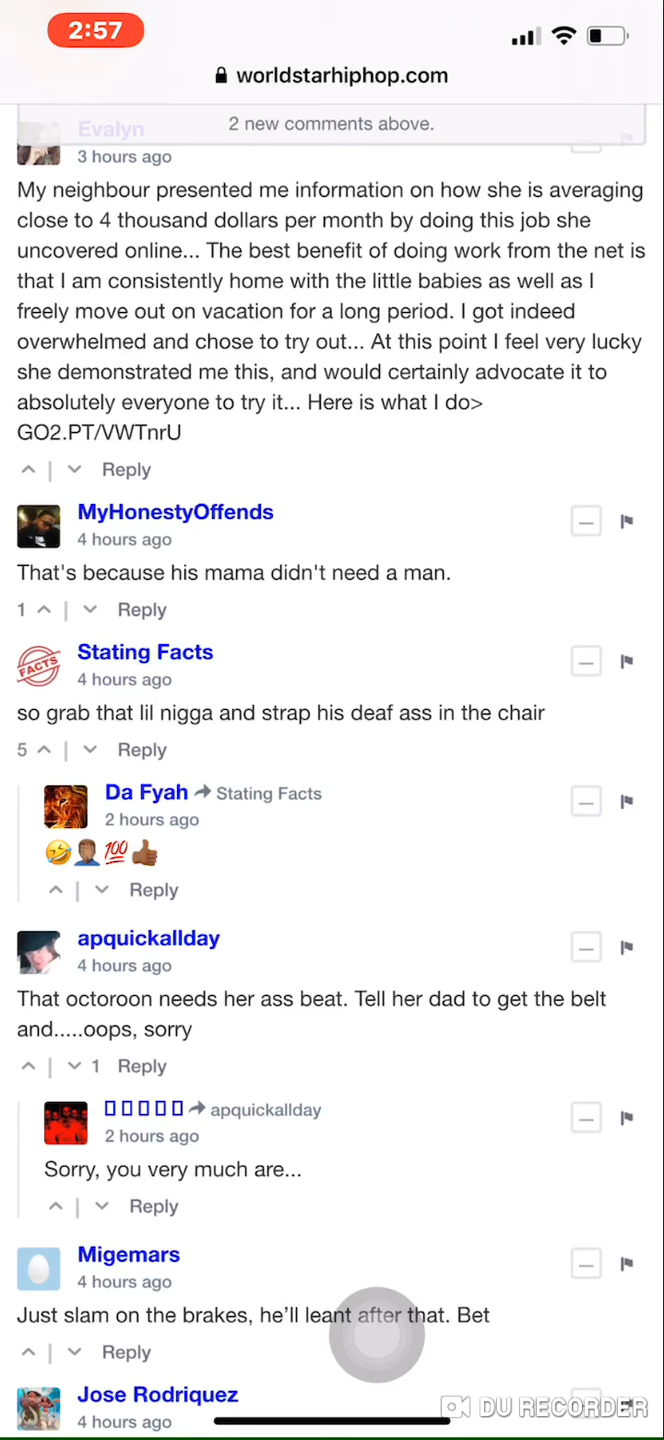 2:57
worldstarhiphop.com
2 new comments above.
Evalyn
3 hours ago
My neighbour presented me information on how she is averaging
close to 4 thousand dollars per month by doing this job she
uncovered online... The best benefit of doing work from the net is
that I am consistently home with the little babies as well as I
freely move out on vacation for a long period. I got indeed
overwhelmed and chose to try out... At this point I feel very lucky
she demonstrated me this, and would certainly advocate it to
absolutely everyone to try it... Here is what I do>
GO2.PT/VWTnrU
Reply
MyHonestyOffends
4 hours ago
That's because his mama didn't need a man.
1 Reply
FACTS
Stating Facts
4 hours ago
so grab that lil nigga and strap his deaf ass in the chair
5 Reply
Da Fyah Stating Facts
2 hours ago
🤣🤦🏾‍♂️💯👍🏾
Reply
apquickallday
4 hours ago
That octoroon needs her ass beat. Tell her dad to get the belt
and.....oops, sorry
1 Reply
apquickallday
2 hours ago
Sorry, you very much are...
Reply
Migemars
4 hours ago
Just slam on the brakes, he’ll leant after that. Bet
Reply
Jose Rodriquez
4 hours ago
DU RECORDER